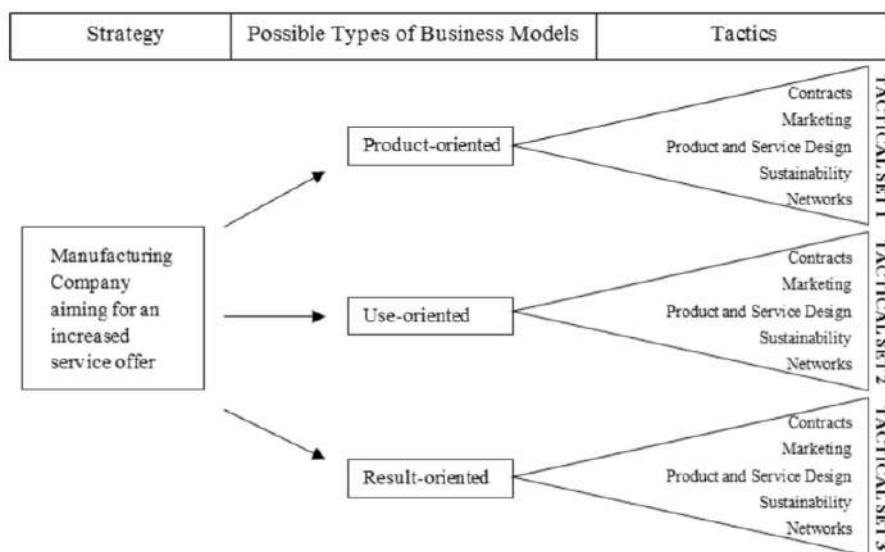 Strategy
Possible Types of Business Models
Tactics
Manufacturing
Company
aiming for an
increased
service offer
Product-oriented
Contracts
Marketing
Product and Service Design
Sustainability
Networks
TACTICAL SET 1
Use-oriented
Contracts
Marketing
Product and Service Design
Sustainability
Networks
TACTICAL SET 2
Result-oriented
Contracts
Marketing
Product and Service Design
Sustainability
Networks
TACTICAL SET 3